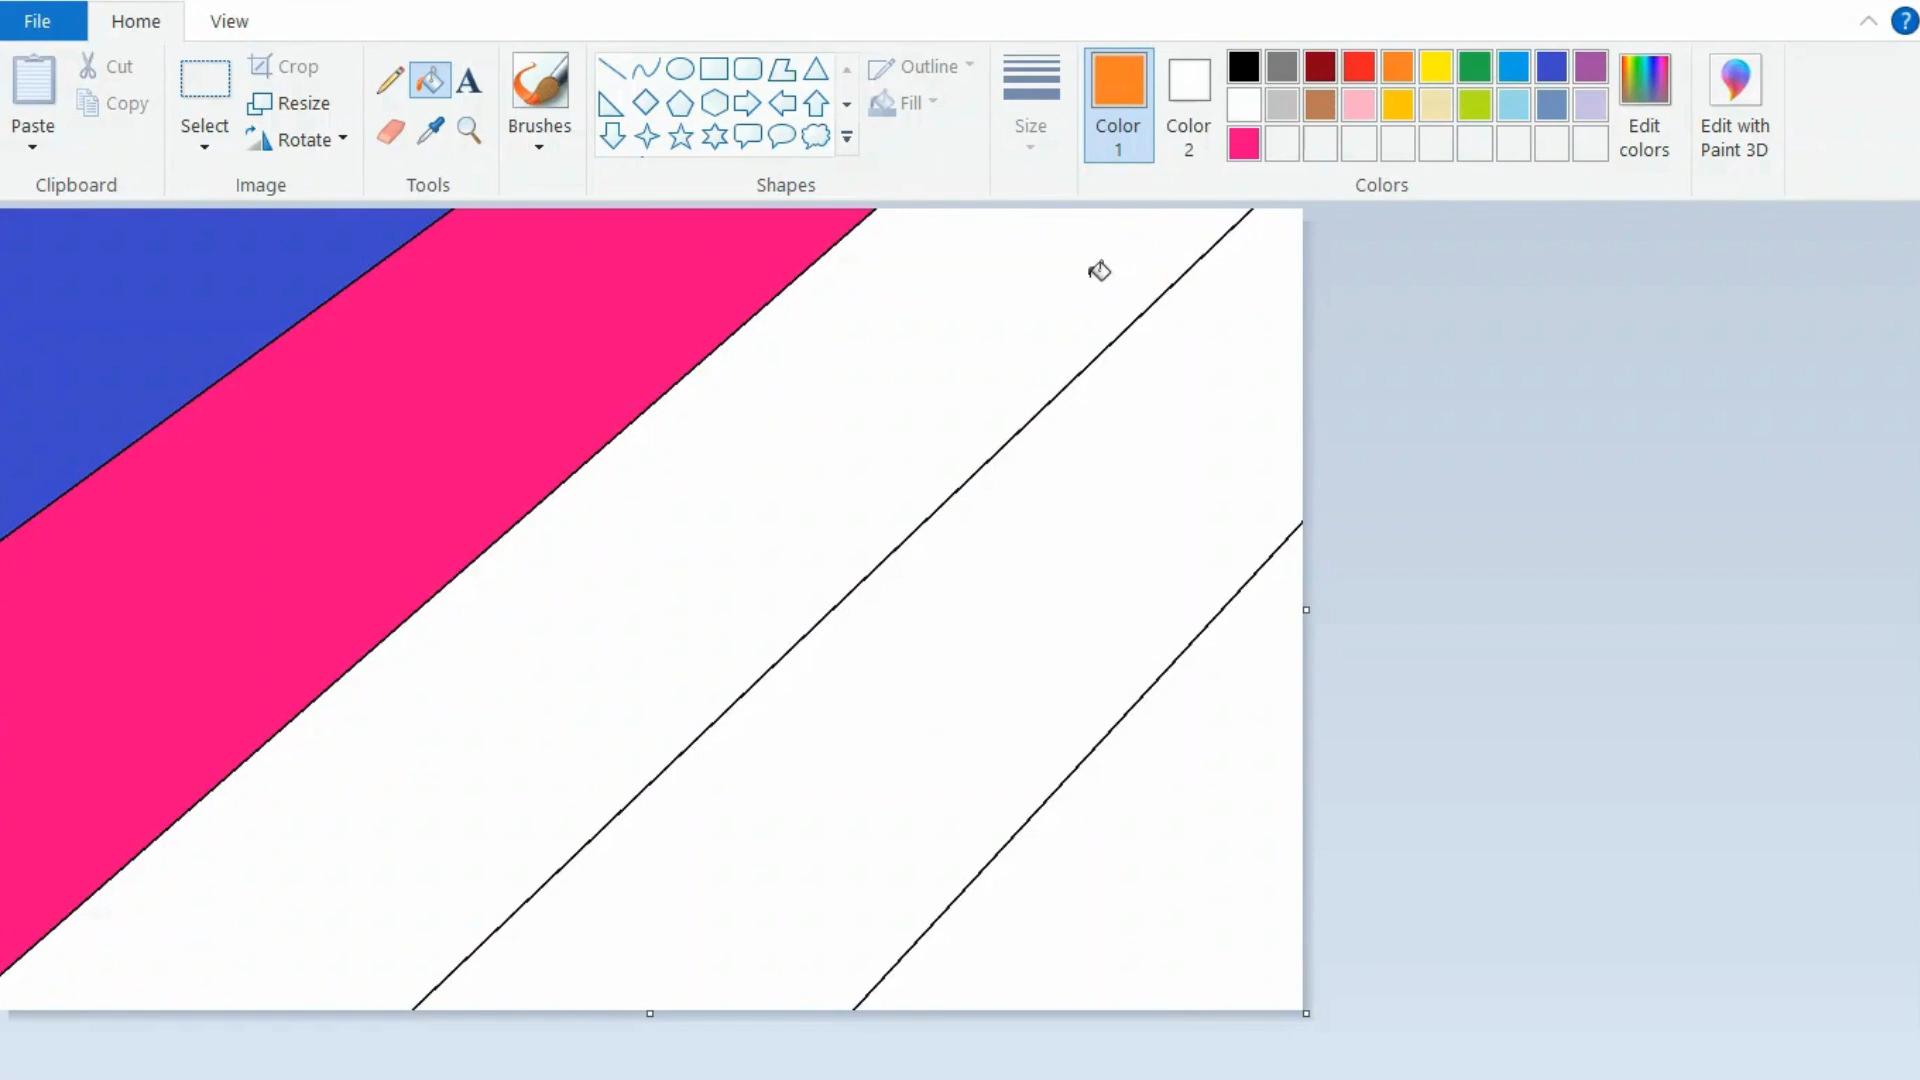 File Home View ?
Cut Crop A Outline
Copy Resize Fill
Paste Select Rotate Brushes Size Color 1 Color 2 Edit colors Edit with Paint 3D
Clipboard Image Tools Shapes Colors